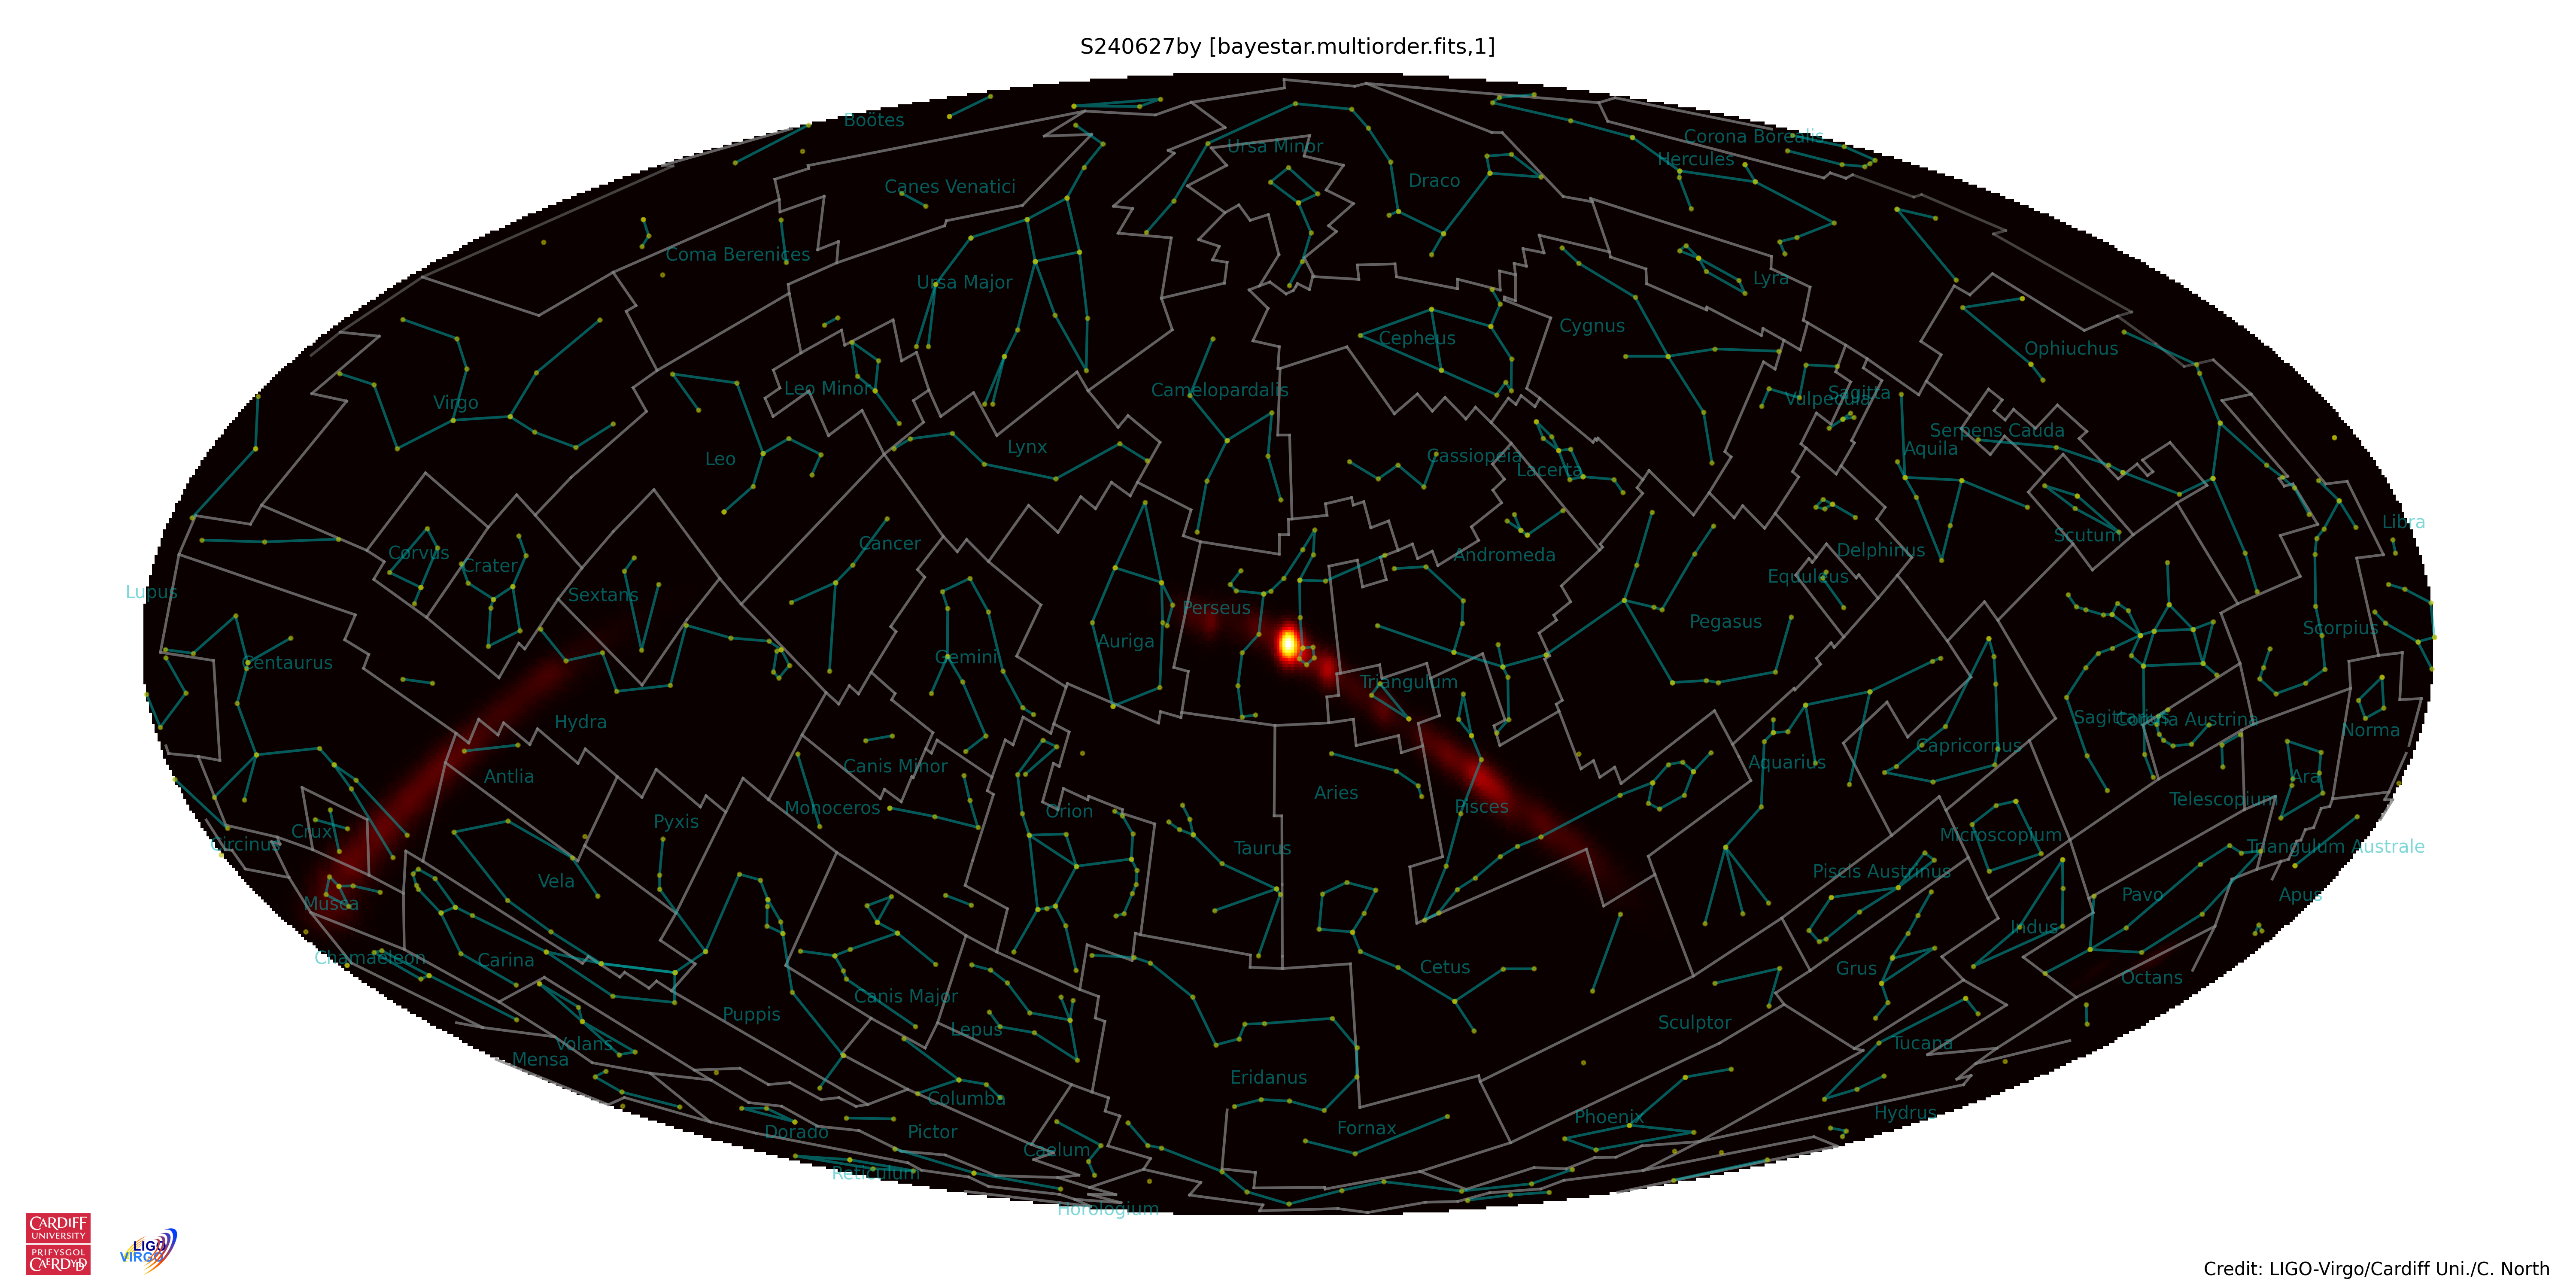 S240627by [bayestar.multiorder.fits,1]
Boötes
Corona Borealis
Ursa Minor
Hercules
Draco
Canes Venatici
Coma Berenices
Ursa Major
Lyra
Cygnus
Cepheus
Ophiuchus
Leo Minor
Camelopardalis
Sagitta
Vulpecula
Virgo
Serpens Cauda
Lynx
Aquila
Leo
Cassiopeia
Lacerta
Libra
Scutum
Cancer
Corvus
Andromeda
Delphinus
Crater
Equuleus
Lupus
Sextans
Perseus
Pegasus
Scorpius
Auriga
Gemini
Centaurus
Triangulum
Hydra
Sagittarius
Corona Austrina
Norma
Capricornus
Aquarius
Canis Minor
Antlia
Ara
Aries
Telescopium
Pisces
Monoceros
Orion
Pyxis
Crux
Microscopium
Circinus
Taurus
Triangulum Australe
Piscis Austrinus
Vela
Pavo
Apus
Musca
Indus
Chamaeleon
Carina
Cetus
Grus
Octans
Canis Major
Puppis
Sculptor
Lepus
Volans
Tucana
Mensa
Eridanus
Columba
Hydrus
Phoenix
Fornax
Dorado
Pictor
Caelum
Reticulum
Horologium
CARDIFF
UNIVERSITY
PRIFYSGOL
CAERDYDD
LIGO
VIRGO
Credit: LIGO-Virgo/Cardiff Uni./C. North